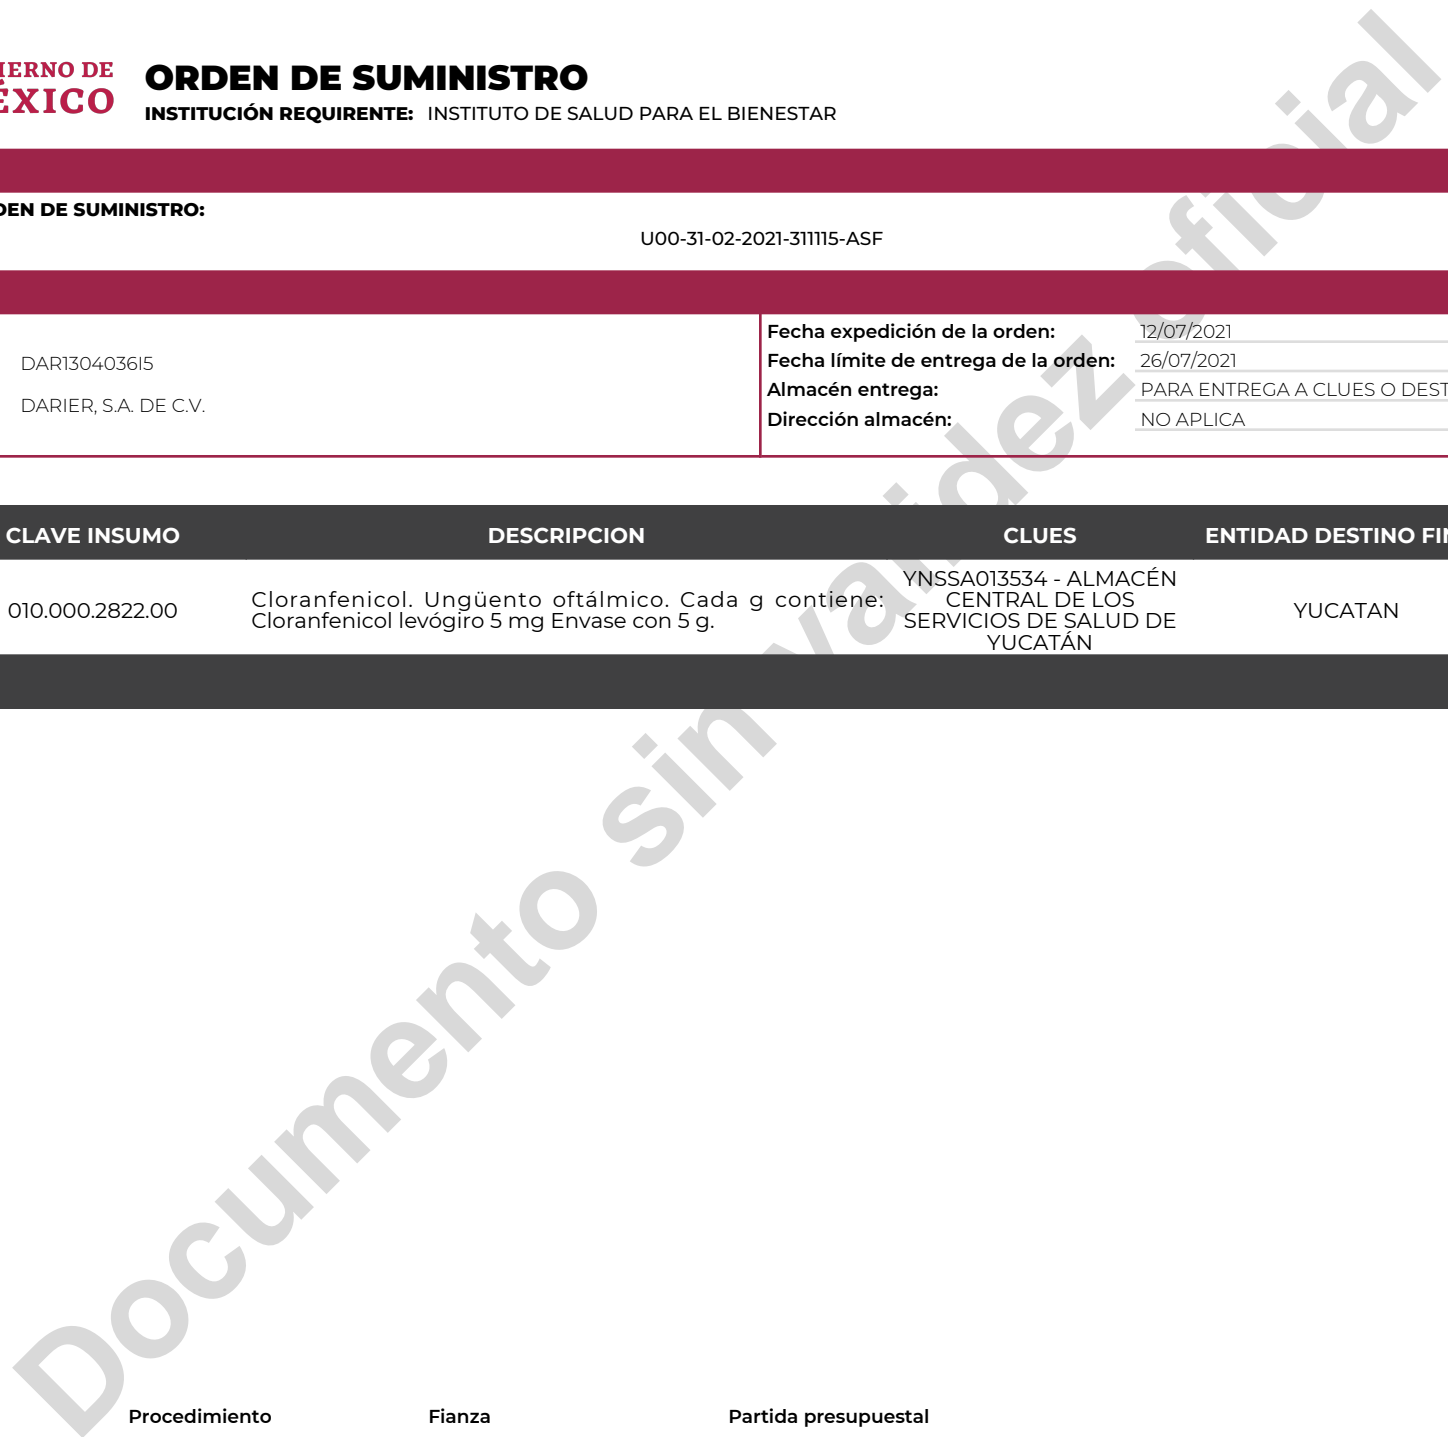 IERNO DE
ÉXICO
ORDEN DE SUMINISTRO
INSTITUCIÓN REQUIRENTE: INSTITUTO DE SALUD PARA EL BIENESTAR
DEN DE SUMINISTRO:
U00-31-02-2021-311115-ASF
DAR1304036I5
DARIER, S.A. DE C.V.
Fecha expedición de la orden: 12/07/2021
Fecha límite de entrega de la orden: 26/07/2021
Almacén entrega: PARA ENTREGA A CLUES O DEST
Dirección almacén: NO APLICA
CLAVE INSUMO DESCRIPCION CLUES ENTIDAD DESTINO FIN
010.000.2822.00
Cloranfenicol. Ungüento oftálmico. Cada g contiene:
Cloranfenicol levógiro 5 mg Envase con 5 g.
YNSSA013534 - ALMACÉN
CENTRAL DE LOS
SERVICIOS DE SALUD DE
YUCATÁN
YUCATAN
Documento sin validez oficial
Procedimiento Fianza Partida presupuestal